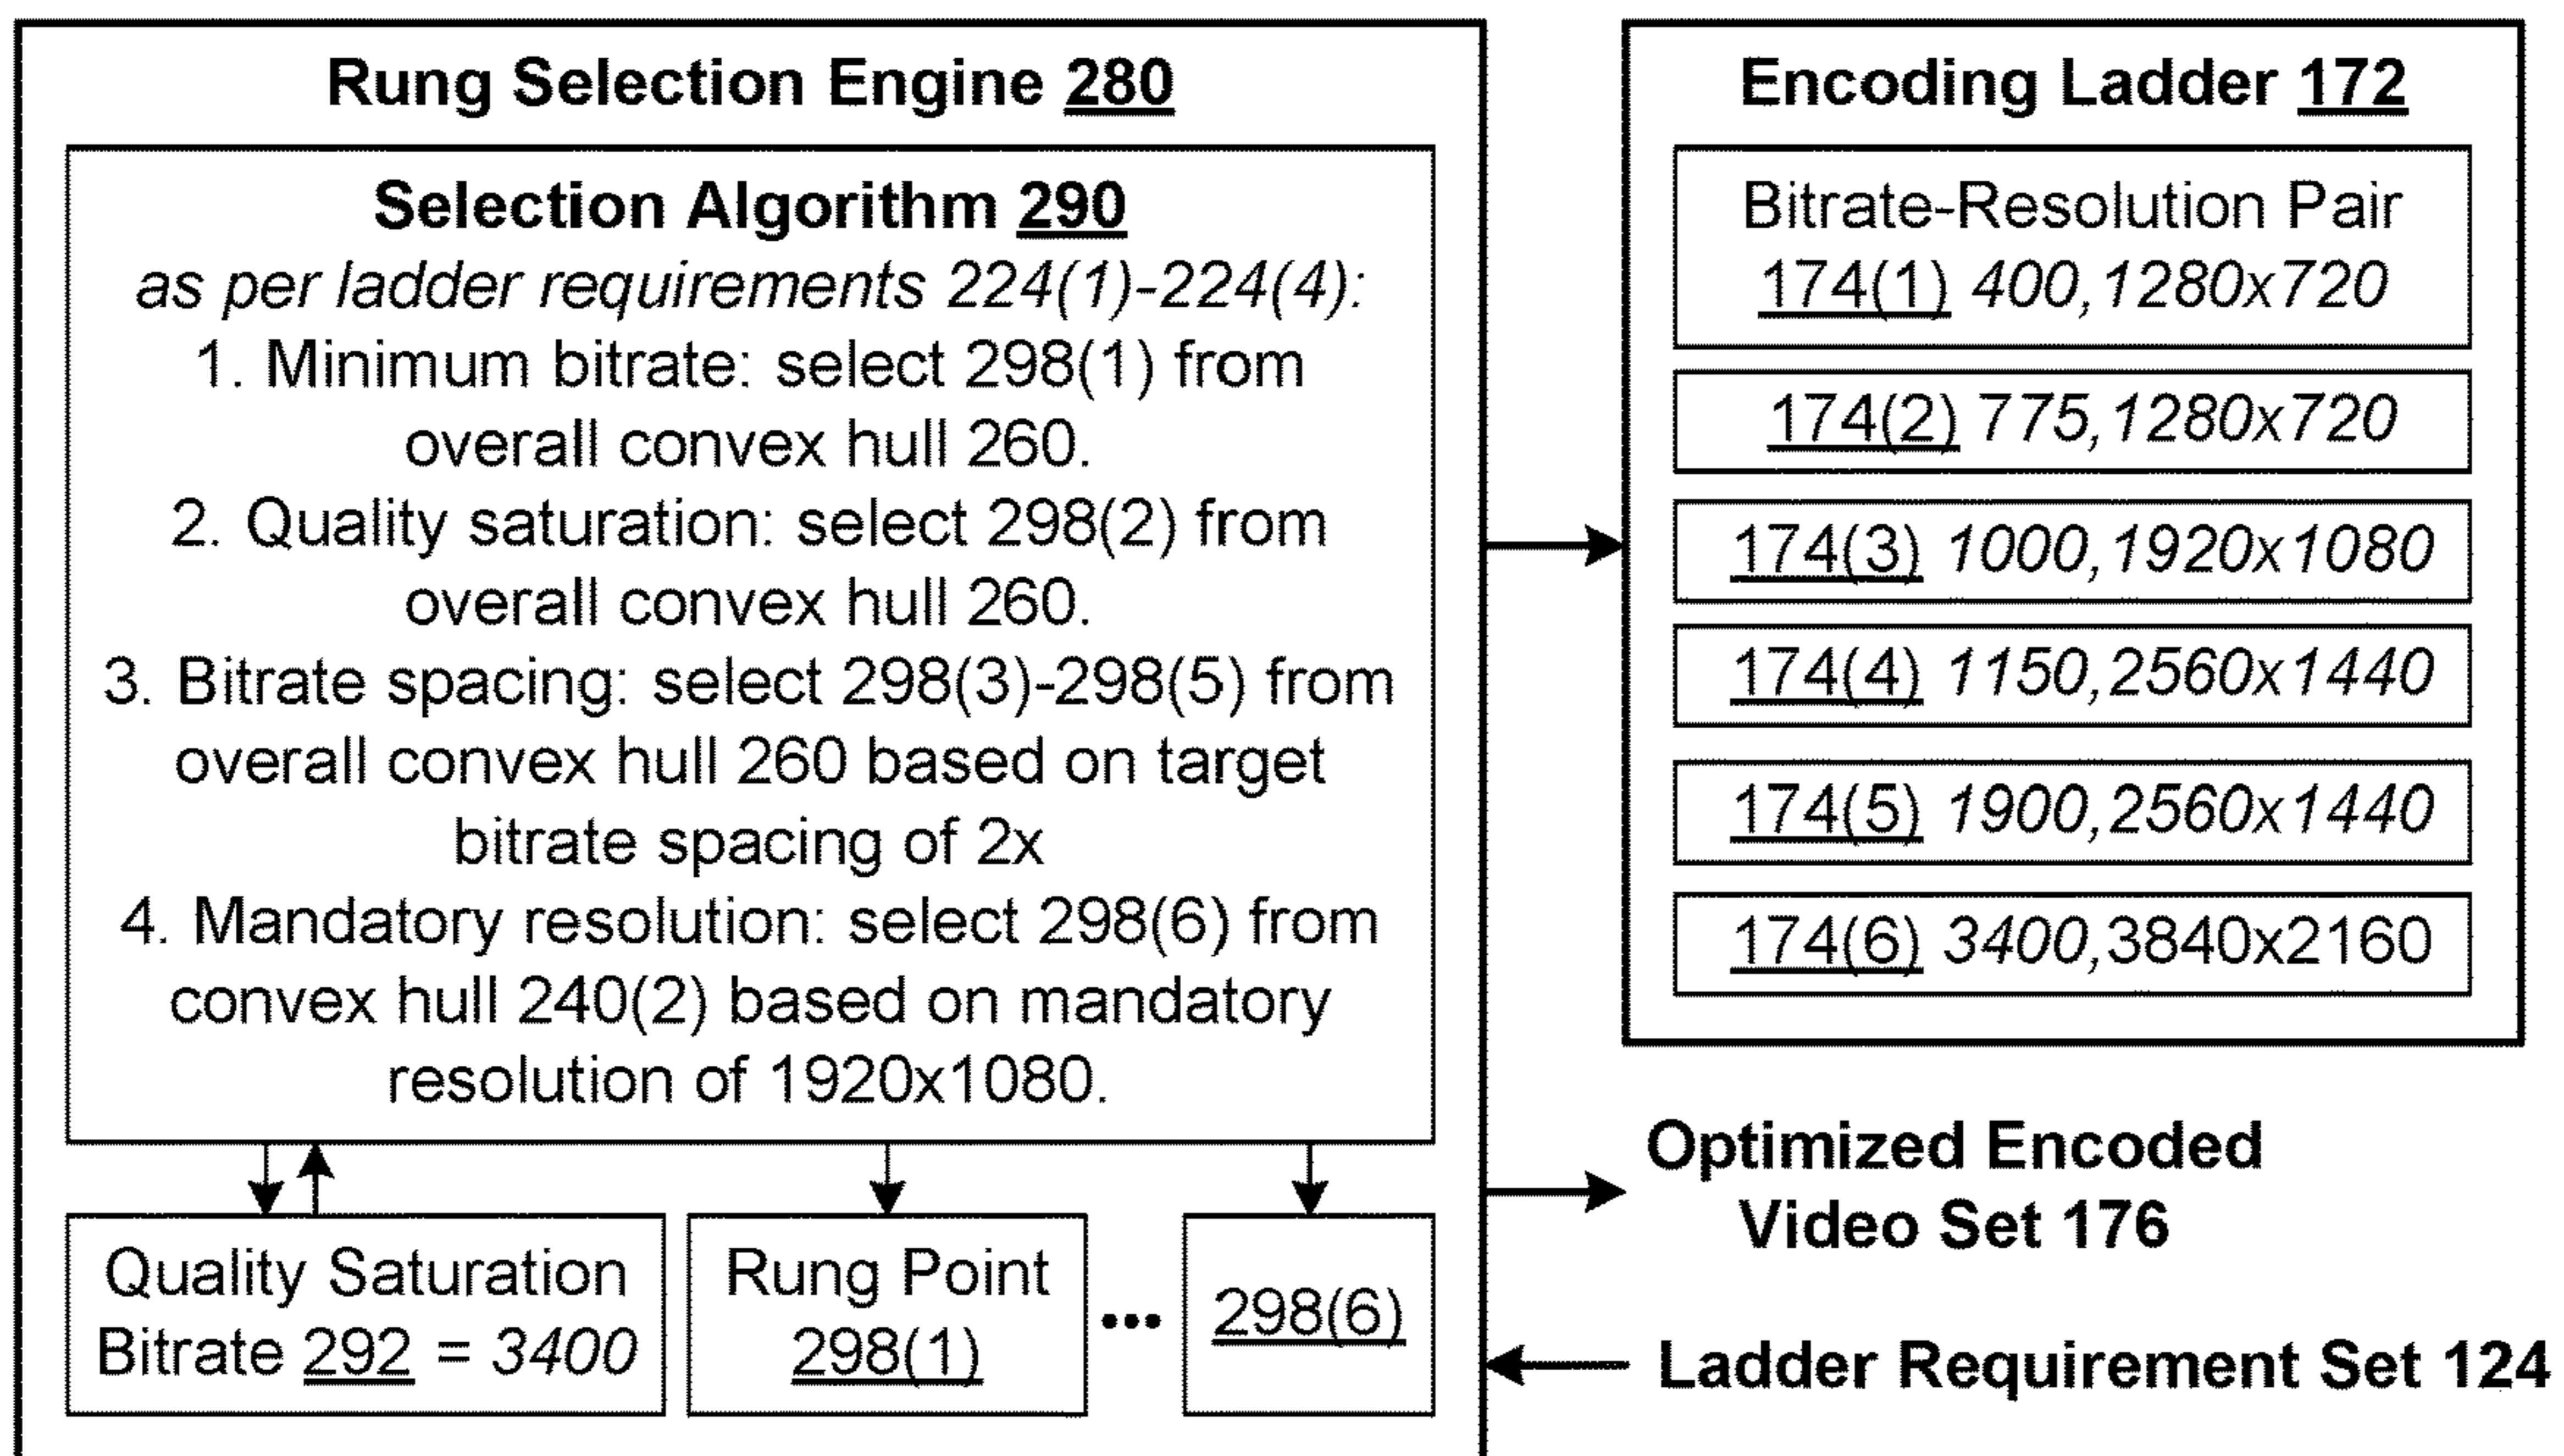 Rung Selection Engine 280
Selection Algorithm 290
as per ladder requirements 224(1)-224(4):
1. Minimum bitrate: select 298(1) from
overall convex hull 260.
2. Quality saturation: select 298(2) from
overall convex hull 260.
3. Bitrate spacing: select 298(3)-298(5) from
overall convex hull 260 based on target
bitrate spacing of 2x
4. Mandatory resolution: select 298(6) from
convex hull 240(2) based on mandatory
resolution of 1920x1080.
Quality Saturation
Bitrate 292 = 3400
Rung Point
298(1)
•••
298(6)
Encoding Ladder 172
Bitrate-Resolution Pair
174(1) 400,1280x720
174(2) 775,1280x720
174(3) 1000,1920x1080
174(4) 1150,2560x1440
174(5) 1900,2560x1440
174(6) 3400,3840x2160
Optimized Encoded
Video Set 176
Ladder Requirement Set 124